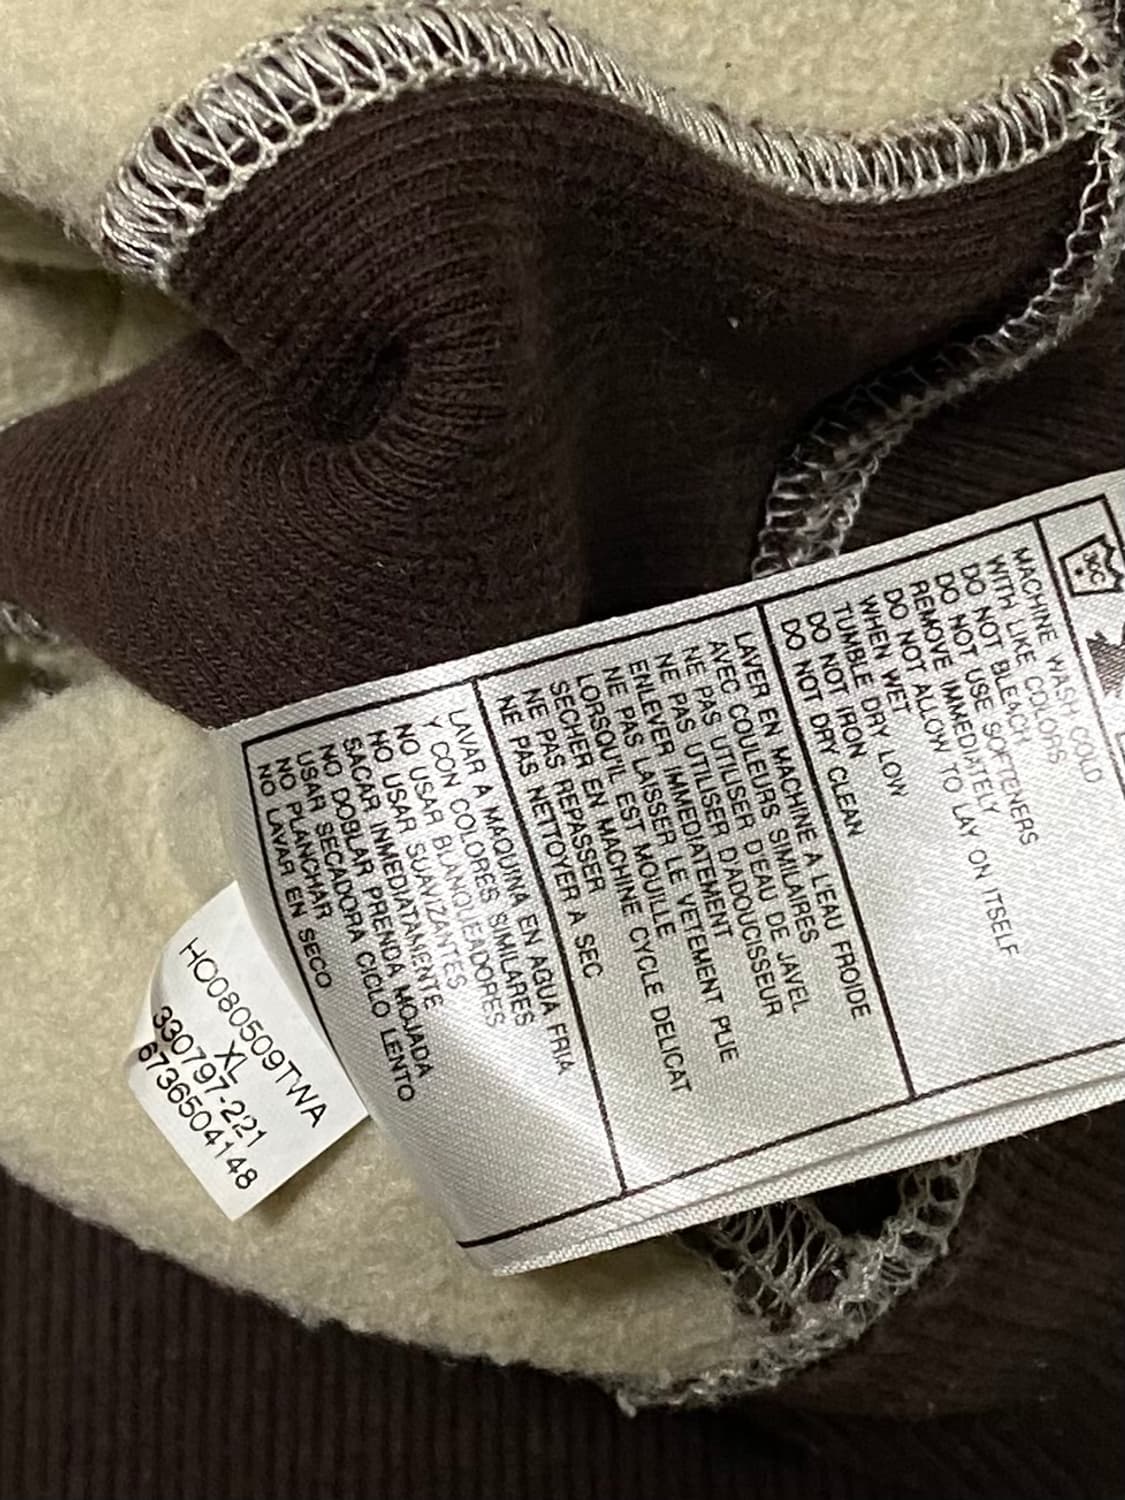 30C
MACHINE WASH COLD
WITH LIKE COLORS
DO NOT BLEACH
DO NOT USE SOFTENERS
REMOVE IMMEDIATELY
DO NOT ALLOW TO LAY ON ITSELF
WHEN WET
TUMBLE DRY LOW
DO NOT IRON
DO NOT DRY CLEAN
LAVER EN MACHINE A L'EAU FROIDE
AVEC COULEURS SIMILAIRES
NE PAS UTILISER D'EAU DE JAVEL
NE PAS UTILISER D'ADOUCISSEUR
ENLEVER IMMEDIATEMENT
NE PAS LAISSER LE VETEMENT PLIE
LORSQU'IL EST MOUILLE
SECHER EN MACHINE CYCLE DELICAT
NE PAS REPASSER
NE PAS NETTOYER A SEC
LAVAR A MAQUINA EN AGUA FRIA
Y CON COLORES SIMILARES
NO USAR BLANQUEADORES
NO USAR SUAVIZANTES
SACAR INMEDIATAMENTE
NO DOBLAR PRENDA MOJADA
USAR SECADORA CICLO LENTO
NO PLANCHAR
NO LAVAR EN SECO
HO080509TWA
XL
330797-221
6736504148